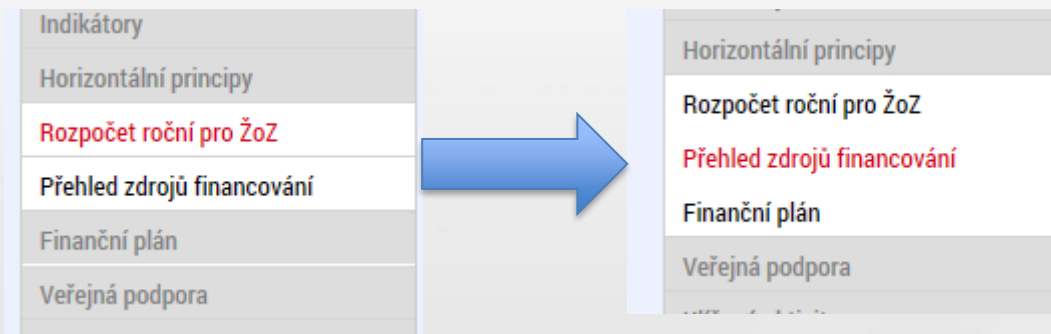 Indikátory
Horizontální principy
Rozpočet roční pro ŽoZ
Přehled zdrojů financování
Finanční plán
Veřejná podpora
Horizontální principy
Rozpočet roční pro ŽoZ
Přehled zdrojů financování
Finanční plán
Veřejná podpora